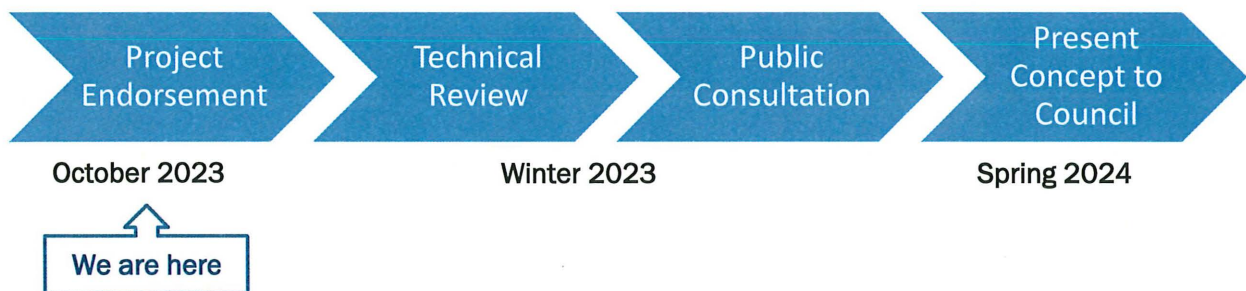 Project
Endorsement
Technical
Review
Public
Consultation
Present
Concept to
Council
October 2023
Winter 2023
Spring 2024
We are here